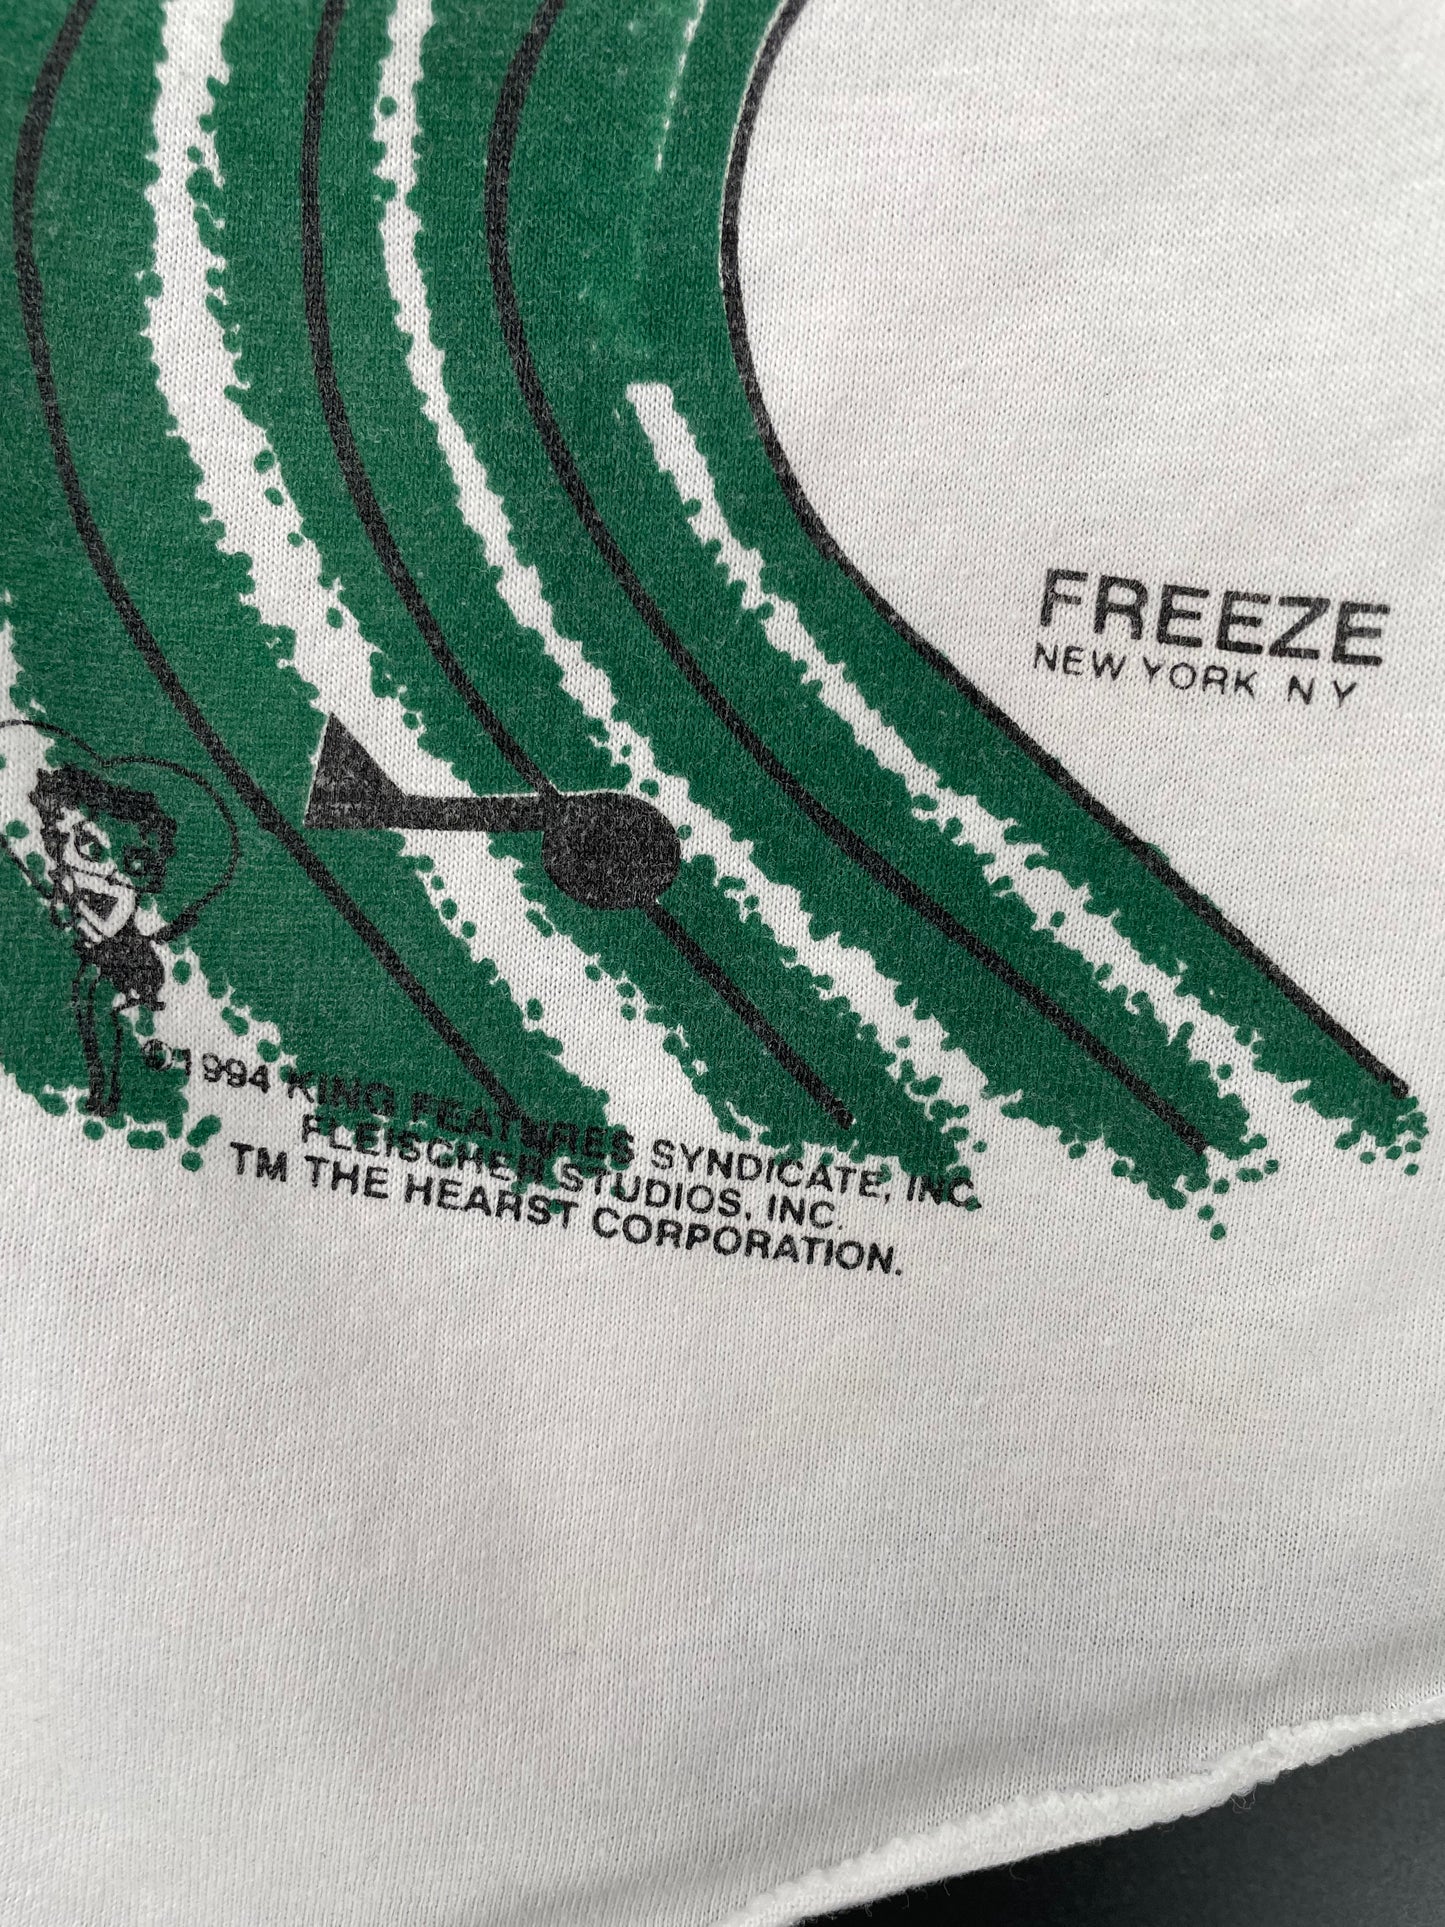 FREEZE
NEW YORK NY
©1994 KING FEATURES SYNDICATE, INC.
FLEISCHER STUDIOS, INC.
TM THE HEARST CORPORATION.